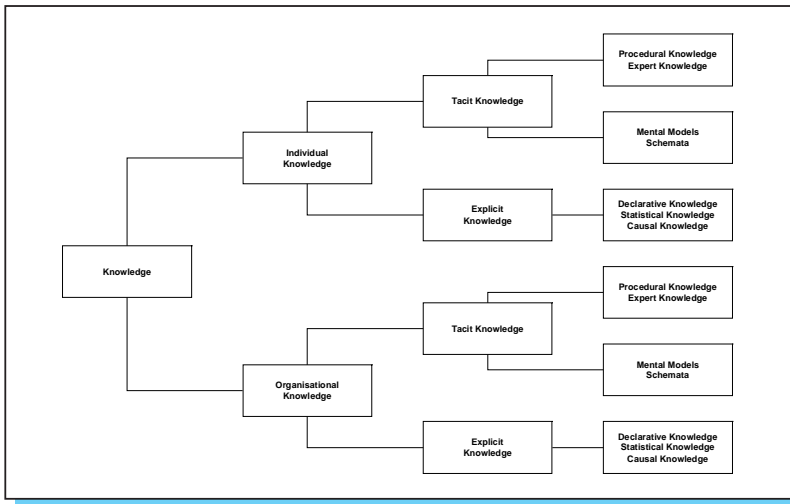 Procedural Knowledge
Expert Knowledge
Tacit Knowledge
Mental Models
Schemata
Individual
Knowledge
Explicit
Knowledge
Declarative Knowledge
Statistical Knowledge
Causal Knowledge
Knowledge
Procedural Knowledge
Expert Knowledge
Tacit Knowledge
Mental Models
Schemata
Organisational
Knowledge
Explicit
Knowledge
Declarative Knowledge
Statistical Knowledge
Causal Knowledge